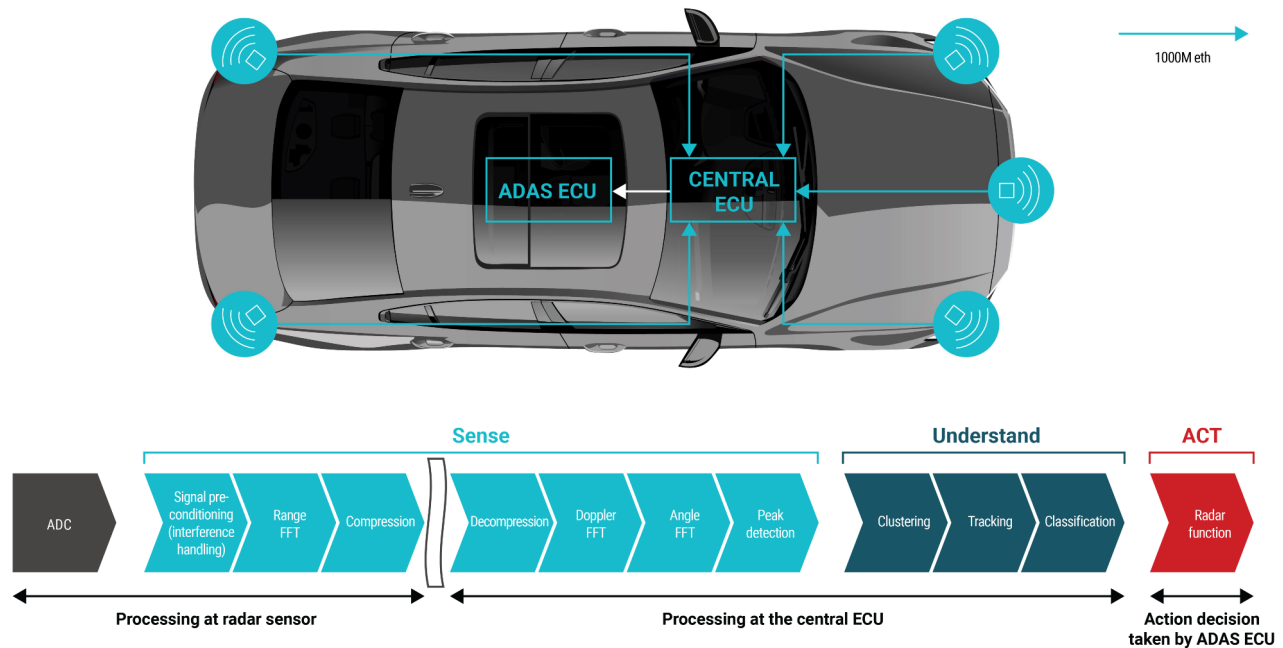 1000M eth
ADAS ECU
CENTRAL
ECU
Sense
Understand
ACT
ADC
Signal pre-
conditioning
(interference
handling)
Range
FFT
Compression
Decompression
Doppler
FFT
Angle
FFT
Peak
detection
Clustering
Tracking
Classification
Radar
function
Processing at radar sensor
Processing at the central ECU
Action decision
taken by ADAS ECU